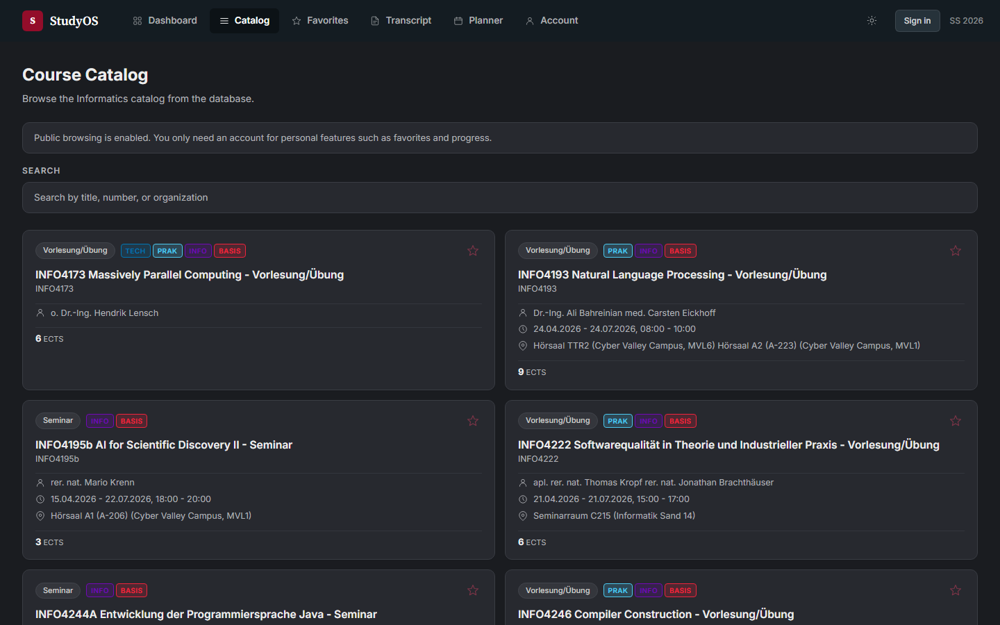 S StudyOS Dashboard Catalog Favorites Transcript Planner Account Sign in SS 2026
Course Catalog
Browse the Informatics catalog from the database.
Public browsing is enabled. You only need an account for personal features such as favorites and progress.
SEARCH
Search by title, number, or organization
Vorlesung/Übung TECH PRAK INFO BASIS
INFO4173 Massively Parallel Computing - Vorlesung/Übung
INFO4173
o. Dr.-Ing. Hendrik Lensch
6 ECTS
Vorlesung/Übung PRAK INFO BASIS
INFO4193 Natural Language Processing - Vorlesung/Übung
INFO4193
Dr.-Ing. Ali Bahreinian med. Carsten Eickhoff
24.04.2026 - 24.07.2026, 08:00 - 10:00
Hörsaal TTR2 (Cyber Valley Campus, MVL6) Hörsaal A2 (A-223) (Cyber Valley Campus, MVL1)
9 ECTS
Seminar INFO BASIS
INFO4195b AI for Scientific Discovery II - Seminar
INFO4195b
rer. nat. Mario Krenn
15.04.2026 - 22.07.2026, 18:00 - 20:00
Hörsaal A1 (A-206) (Cyber Valley Campus, MVL1)
3 ECTS
Vorlesung/Übung PRAK INFO BASIS
INFO4222 Softwarequalität in Theorie und Industrieller Praxis - Vorlesung/Übung
INFO4222
apl. rer. nat. Thomas Kropf rer. nat. Jonathan Brachthäuser
21.04.2026 - 21.07.2026, 15:00 - 17:00
Seminarraum C215 (Informatik Sand 14)
6 ECTS
Seminar INFO BASIS
INFO4244A Entwicklung der Programmiersprache Java - Seminar
Vorlesung/Übung PRAK INFO BASIS
INFO4246 Compiler Construction - Vorlesung/Übung